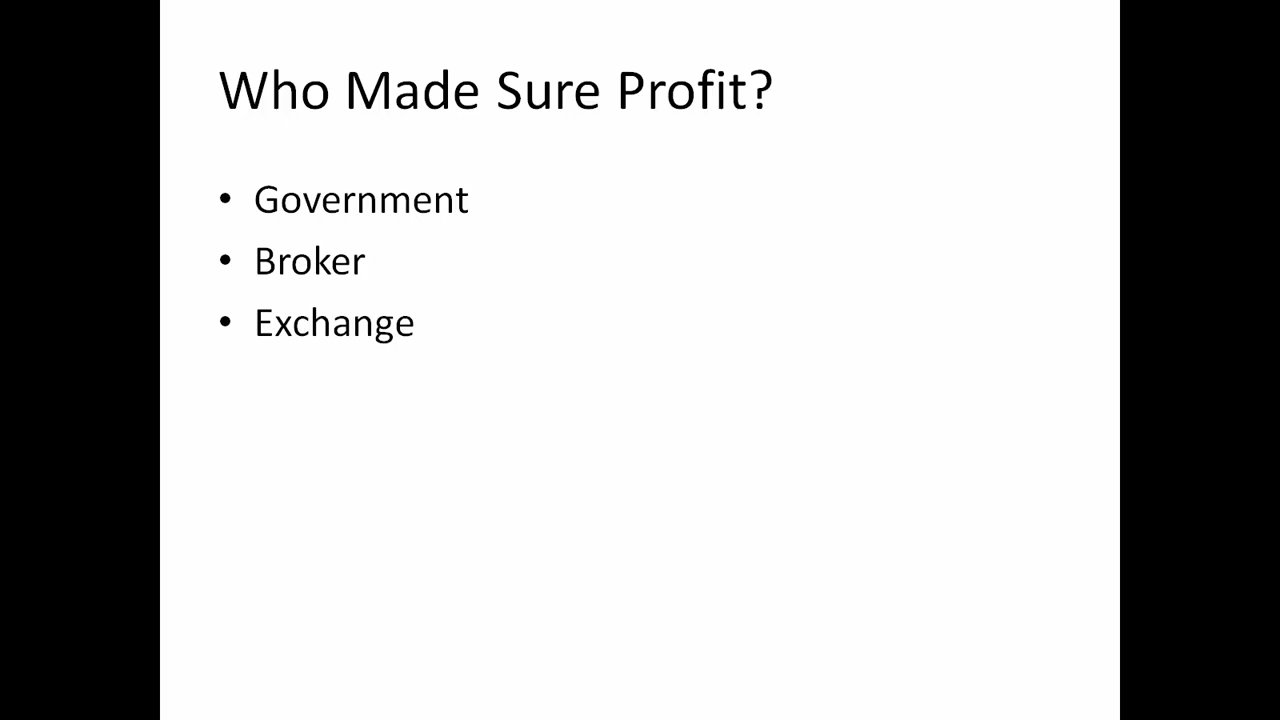 Who Made Sure Profit?
• Government
• Broker
• Exchange